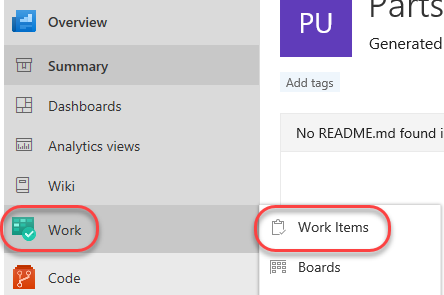 Overview
Summary
Dashboards
Analytics views
Wiki
Work
Code
PU
Parts
Generated
Add tags
No README.md found i
Work Items
Boards